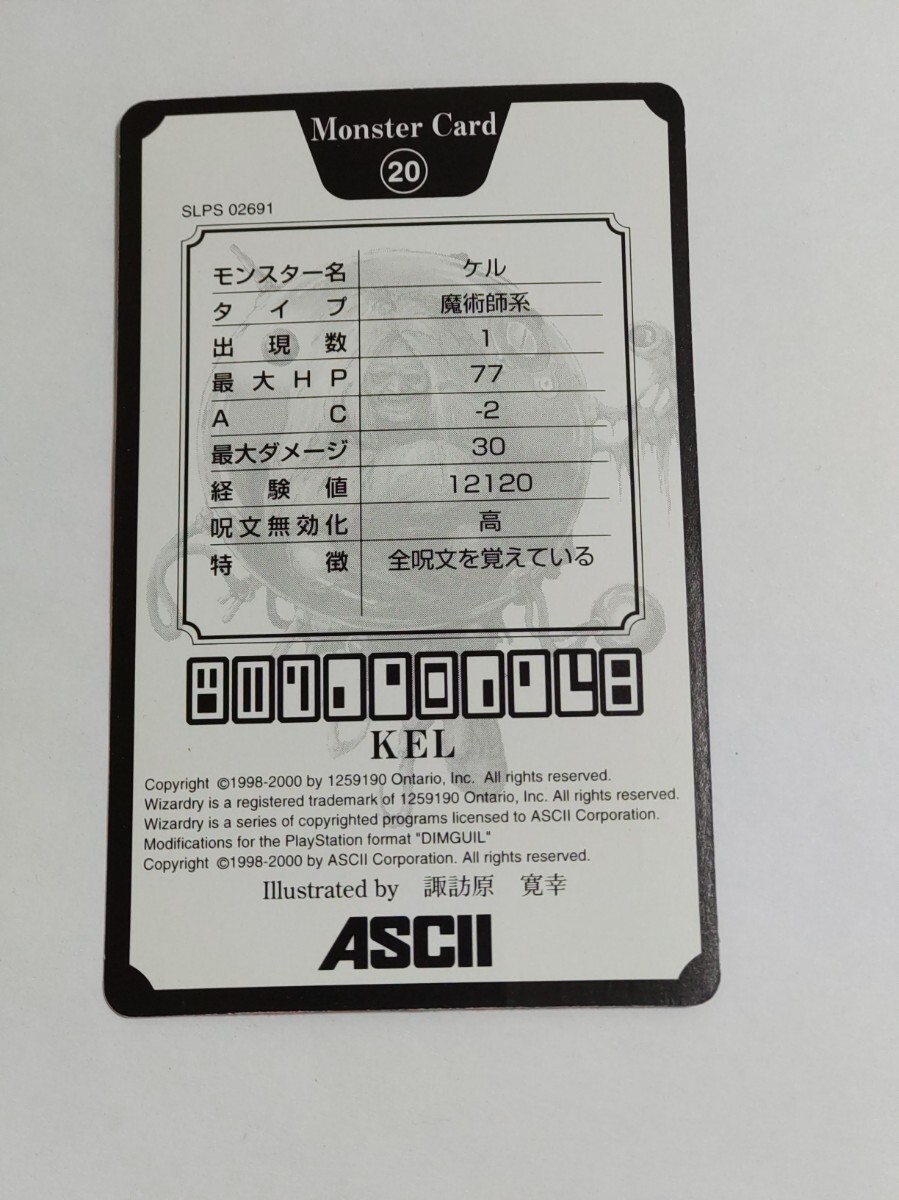 Monster Card
20
SLPS 02691
モンスター名 ケル
タイプ 魔術師系
出現数 1
最大HP 77
AC -2
最大ダメージ 30
経験値 12120
呪文無効化 高
特徴 全呪文を覚えている
KEL
Copyright ©1998-2000 by 1259190 Ontario, Inc. All rights reserved.
Wizardry is a registered trademark of 1259190 Ontario, Inc. All rights reserved.
Wizardry is a series of copyrighted programs licensed to ASCII Corporation.
Modifications for the PlayStation format "DIMGUIL"
Copyright ©1998-2000 by ASCII Corporation. All rights reserved.
Illustrated by 諏訪原 寛幸
ASCII